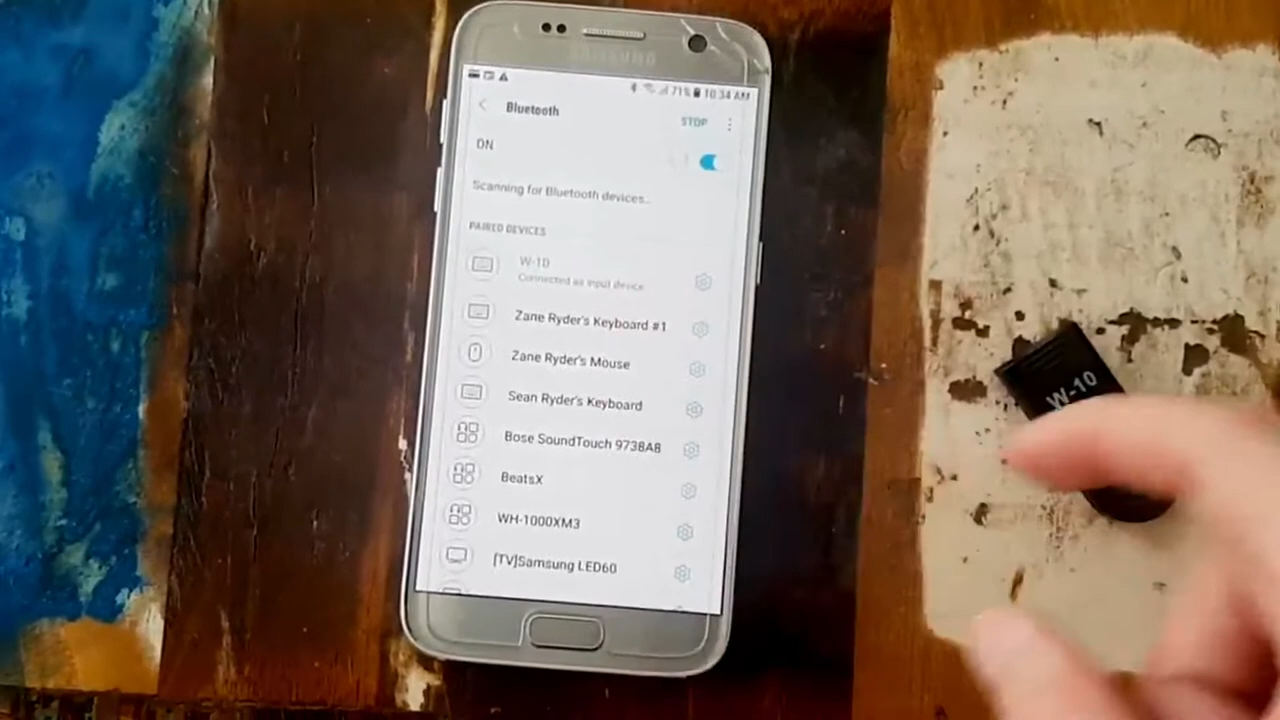 SAMSUNG
71% 10:34 AM
Bluetooth
STOP
ON
Scanning for Bluetooth devices...
PAIRED DEVICES
W-10
Connected as input device
Zane Ryder's Keyboard #1
Zane Ryder's Mouse
Sean Ryder's Keyboard
Bose SoundTouch 9738A8
BeatsX
WH-1000XM3
[TV]Samsung LED60
W-10